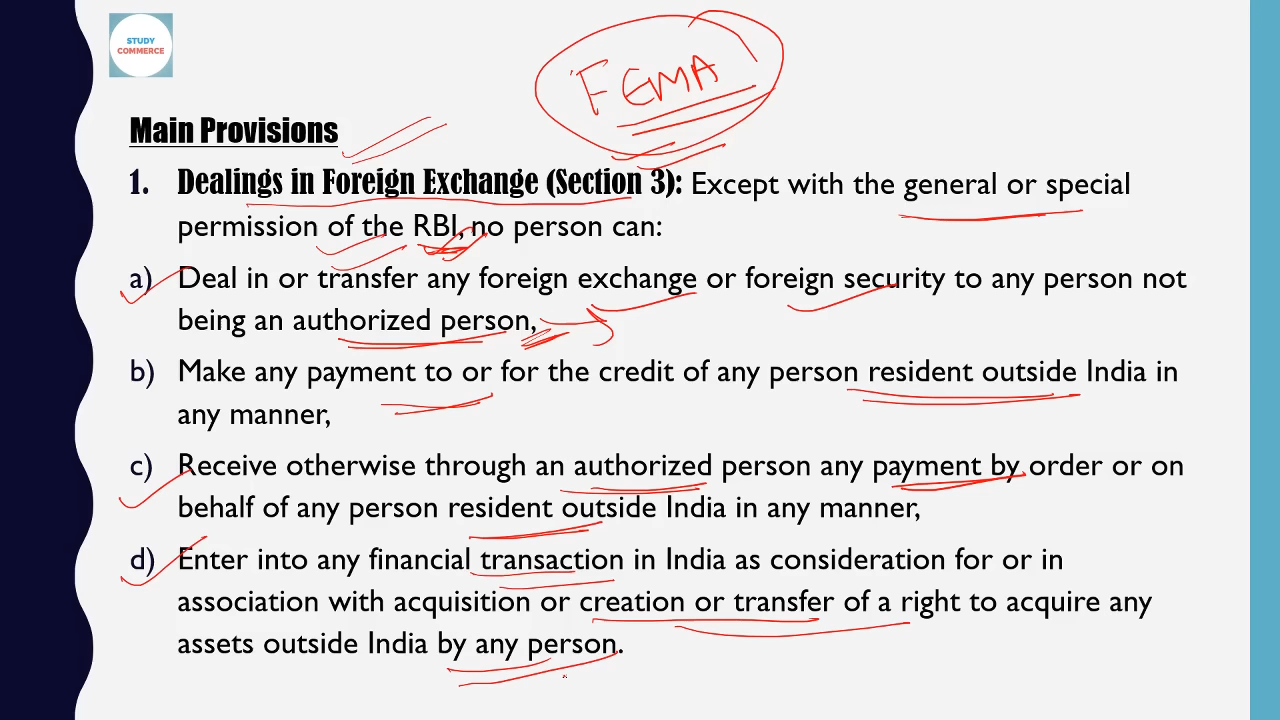 STUDY
COMMERCE
FEMA
Main Provisions
1. Dealings in Foreign Exchange (Section 3): Except with the general or special
permission of the RBI, no person can:
a) Deal in or transfer any foreign exchange or foreign security to any person not
being an authorized person,
b) Make any payment to or for the credit of any person resident outside India in
any manner,
c) Receive otherwise through an authorized person any payment by order or on
behalf of any person resident outside India in any manner,
d) Enter into any financial transaction in India as consideration for or in
association with acquisition or creation or transfer of a right to acquire any
assets outside India by any person.